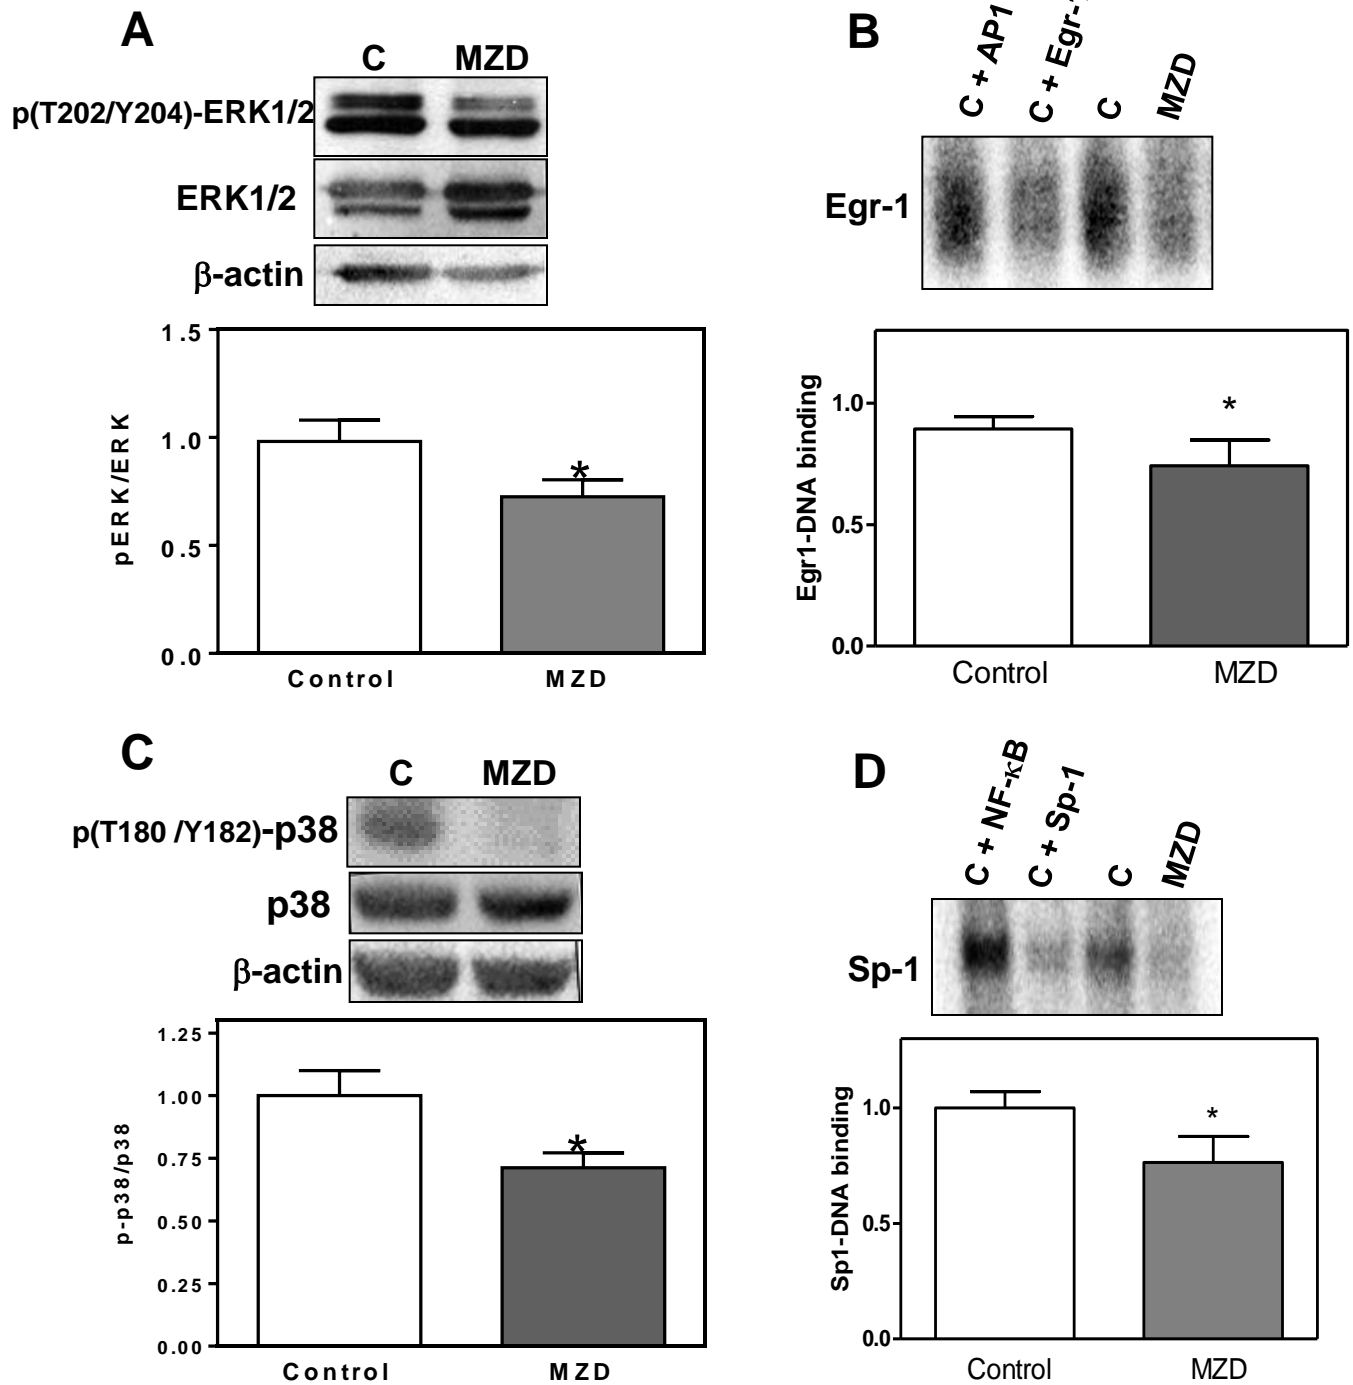 A
C MZD
p(T202/Y204)-ERK1/2
ERK1/2
β-actin
1.5
1.0
0.5
0.0
pERK/ERK
*
Control MZD
B
C + AP1 C + Egr- C MZD
Egr-1
1.0
0.5
0.0
Egr1-DNA binding
*
Control MZD
C
C MZD
p(T180 /Y182)-p38
p38
β-actin
1.25
1.00
0.75
0.50
0.25
0.00
p-p38/p38
*
Control MZD
D
C + NF-κB C + Sp-1 C MZD
Sp-1
1.0
0.5
0.0
Sp1-DNA binding
*
Control MZD